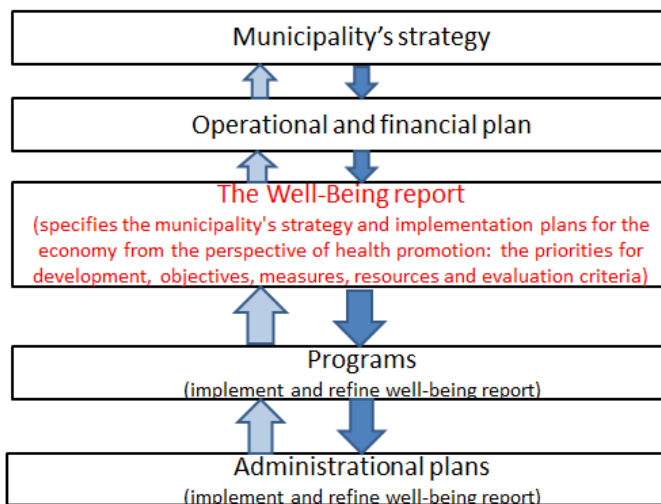 Municipality's strategy
Operational and financial plan
The Well-Being report
(specifies the municipality's strategy and implementation plans for the
economy from the perspective of health promotion: the priorities for
development, objectives, measures, resources and evaluation criteria)
Programs
(implement and refine well-being report)
Administrational plans
(implement and refine well-being report)